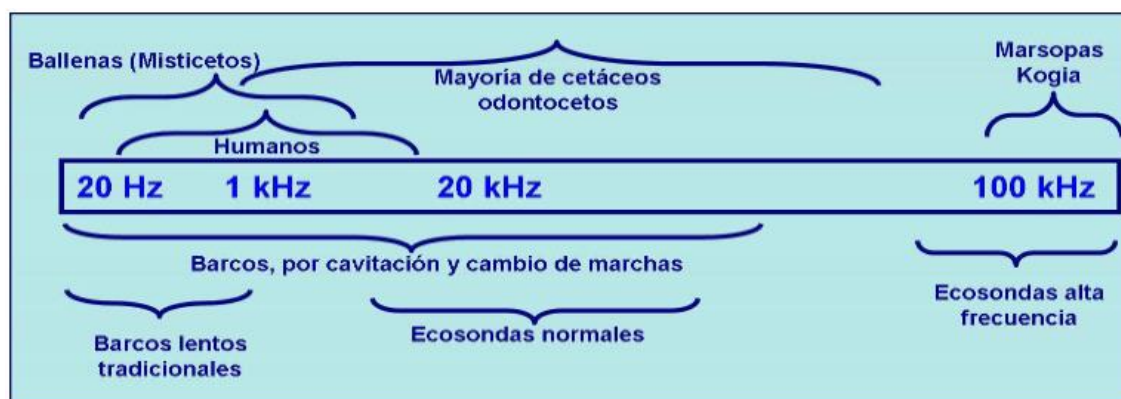 Ballenas (Misticetos)
Mayoría de cetáceos
odontocetos
Marsopas
Kogia
Humanos
20 Hz 1 kHz 20 kHz 100 kHz
Barcos, por cavitación y cambio de marchas
Barcos lentos
tradicionales
Ecosondas normales
Ecosondas alta
frecuencia